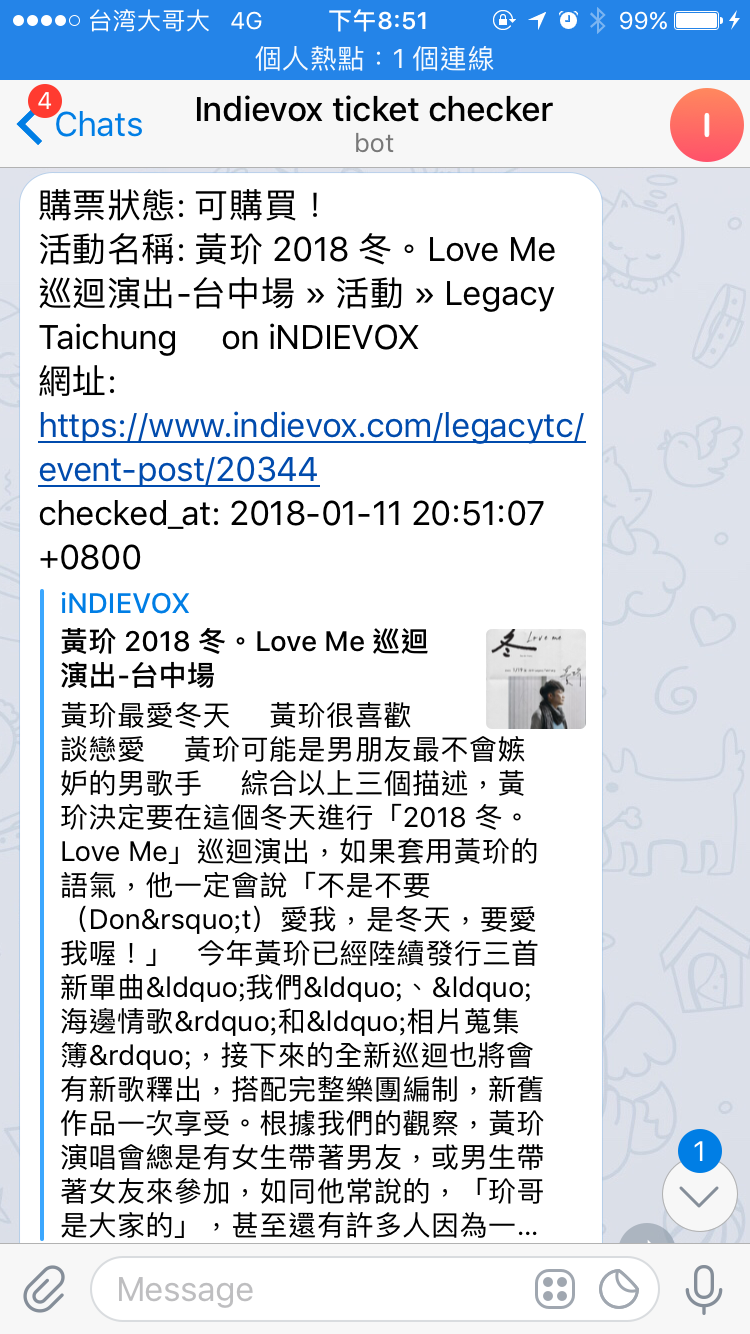 台湾大哥大 4G 下午8:51 99%
個人熱點：1 個連線
4
Chats
Indievox ticket checker
bot
I
購票狀態: 可購買！
活動名稱: 黃玠 2018 冬。Love Me
巡迴演出-台中場 » 活動 » Legacy
Taichung on iNDIEVOX
網址:
https://www.indievox.com/legacytc/
event-post/20344
checked_at: 2018-01-11 20:51:07
+0800
iNDIEVOX
黃玠 2018 冬。Love Me 巡迴
演出-台中場
冬 Love me
黃玠最愛冬天 黃玠很喜歡
談戀愛 黃玠可能是男朋友最不會嫉
妒的男歌手 綜合以上三個描述，黃
玠決定要在這個冬天進行「2018 冬。
Love Me」巡迴演出，如果套用黃玠的
語氣，他一定會說「不是不要
（Don&rsquo;t）愛我，是冬天，要愛
我喔！」 今年黃玠已經陸續發行三首
新單曲&ldquo;我們&ldquo;、&ldquo;
海邊情歌&rdquo;和&ldquo;相片蒐集
簿&rdquo;，接下來的全新巡迴也將會
有新歌釋出，搭配完整樂團編制，新舊
作品一次享受。根據我們的觀察，黃玠
演唱會總是有女生帶著男友，或男生帶
著女友來參加，如同他常說的，「玠哥
是大家的」，甚至還有許多人因為一...
1
Message